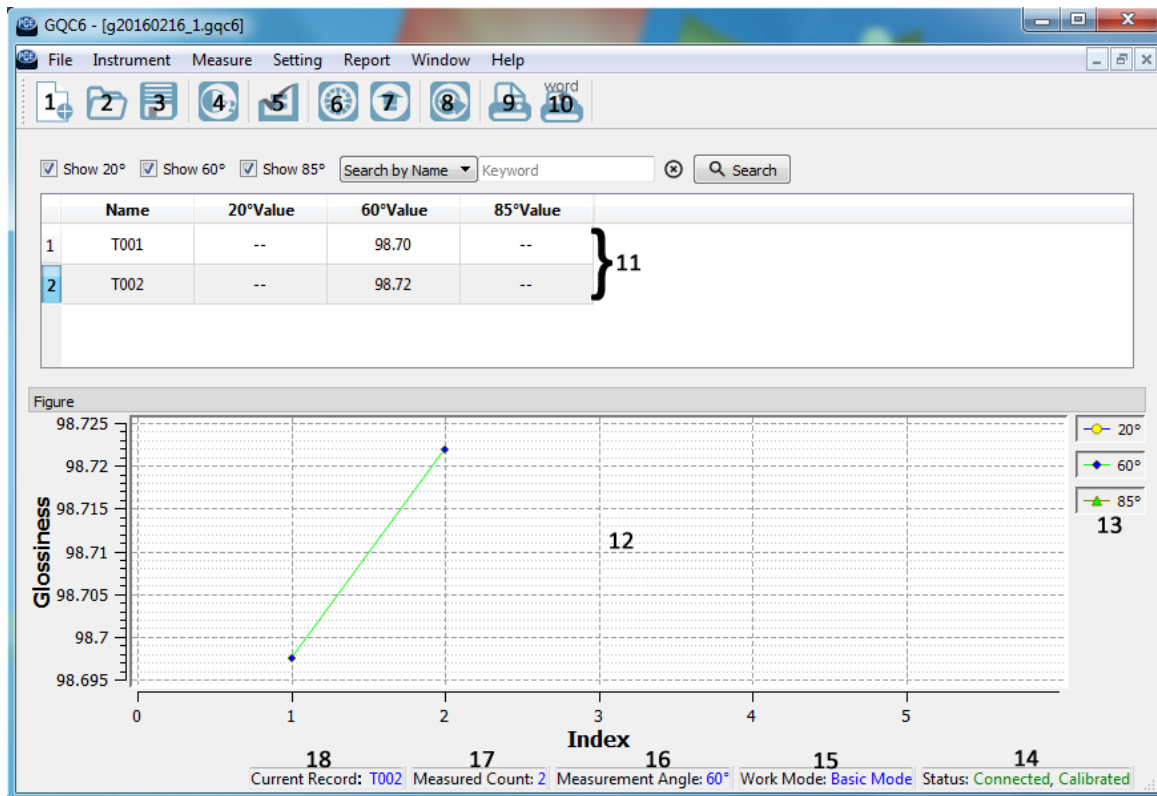 GQC6 - [g20160216_1.gqc6]
PCE File Instrument Measure Setting Report Window Help
word
1 2 3 4 5 6 7 8 9 10
Show 20° Show 60° Show 85° Search by Name Keyword Search
Name 20°Value 60°Value 85°Value
1 T001 -- 98.70 --
2 T002 -- 98.72 --
11
Figure
98.725
98.72
98.715
98.71
98.705
98.7
98.695
Glossiness
12
20°
60°
85°
13
0 1 2 3 4 5
Index
18 17 16 15 14
Current Record: T002 Measured Count: 2 Measurement Angle: 60° Work Mode: Basic Mode Status: Connected, Calibrated